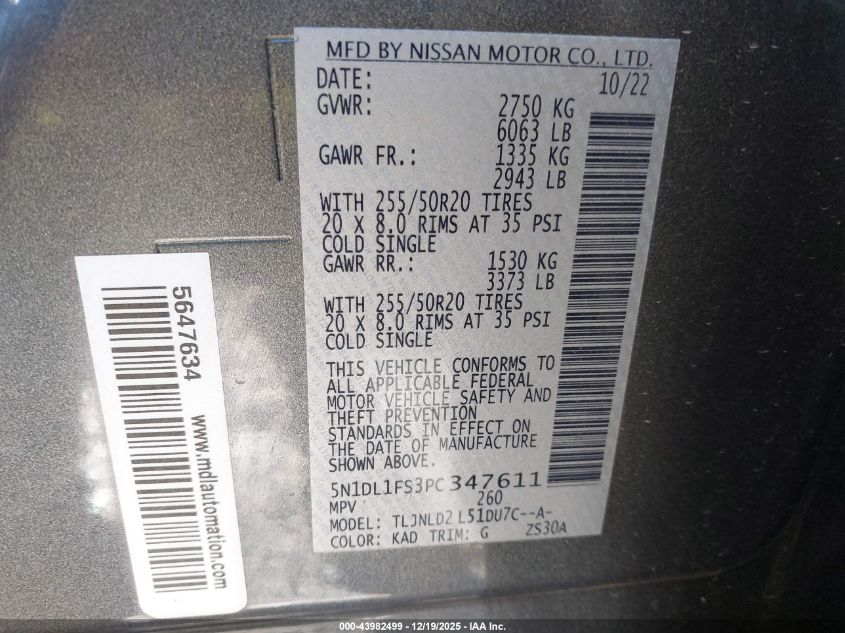 MFD BY NISSAN MOTOR CO., LTD.
DATE: 10/22
GVWR: 2750 KG
6063 LB
GAWR FR.: 1335 KG
2943 LB
WITH 255/50R20 TIRES
20 X 8.0 RIMS AT 35 PSI
COLD SINGLE
GAWR RR.: 1530 KG
3373 LB
WITH 255/50R20 TIRES
20 X 8.0 RIMS AT 35 PSI
COLD SINGLE
THIS VEHICLE CONFORMS TO
ALL APPLICABLE FEDERAL
MOTOR VEHICLE SAFETY AND
THEFT PREVENTION
STANDARDS IN EFFECT ON
THE DATE OF MANUFACTURE
SHOWN ABOVE.
5N1DL1FS3PC347611
MPV 260
MODEL: TLJNLD2 L51DU7C--A-
COLOR: KAD TRIM: G ZS30A
5647634
www.mdlautomation.com
000-43982499 - 12/19/2025 - IAA Inc.